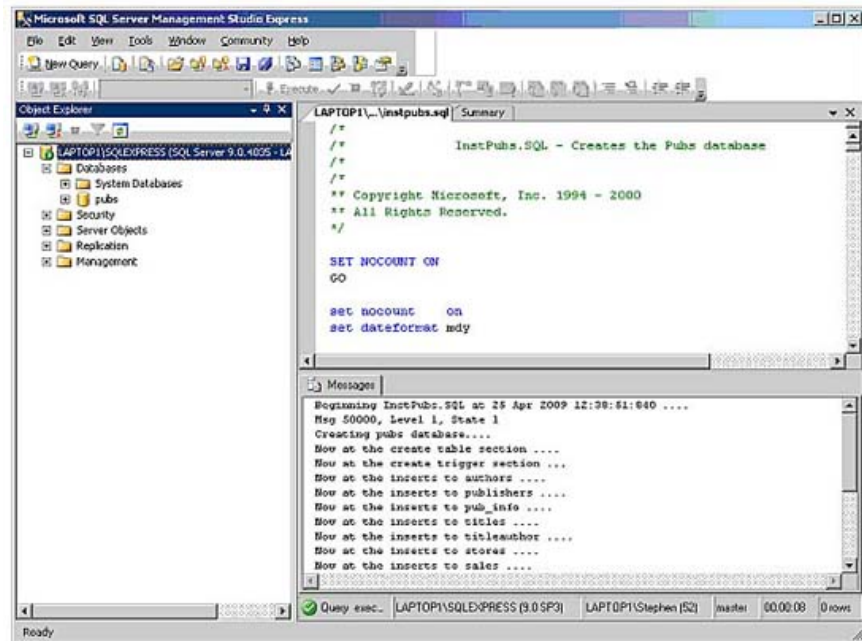 Microsoft SQL Server Management Studio Express
File Edit View Tools Window Community Help
New Query
Execute
Object Explorer
LAPTOP1\SQLEXPRESS (SQL Server 9.0.4035 - LA
Databases
System Databases
pubs
Security
Server Objects
Replication
Management
LAPTOP1\...\instpubs.sql Summary
/*
/* InstPubs.SQL - Creates the Pubs database
/*
/*
** Copyright Microsoft, Inc. 1994 - 2000
** All Rights Reserved.
*/
SET NOCOUNT ON
GO
set nocount on
set dateformat mdy
Messages
Beginning InstPubs.SQL at 25 Apr 2009 12:38:51:840 ....
Msg 50000, Level 1, State 1
Creating pubs database....
Now at the create table section ....
Now at the create trigger section ...
Now at the inserts to authors ....
Now at the inserts to publishers ....
Now at the inserts to pub_info ....
Now at the inserts to titles ....
Now at the inserts to titleauthor ....
Now at the inserts to stores ....
Now at the inserts to sales ....
Query exec... LAPTOP1\SQLEXPRESS (9.0 SP3) LAPTOP1\Stephen (52) master 00:00:08 0 rows
Ready